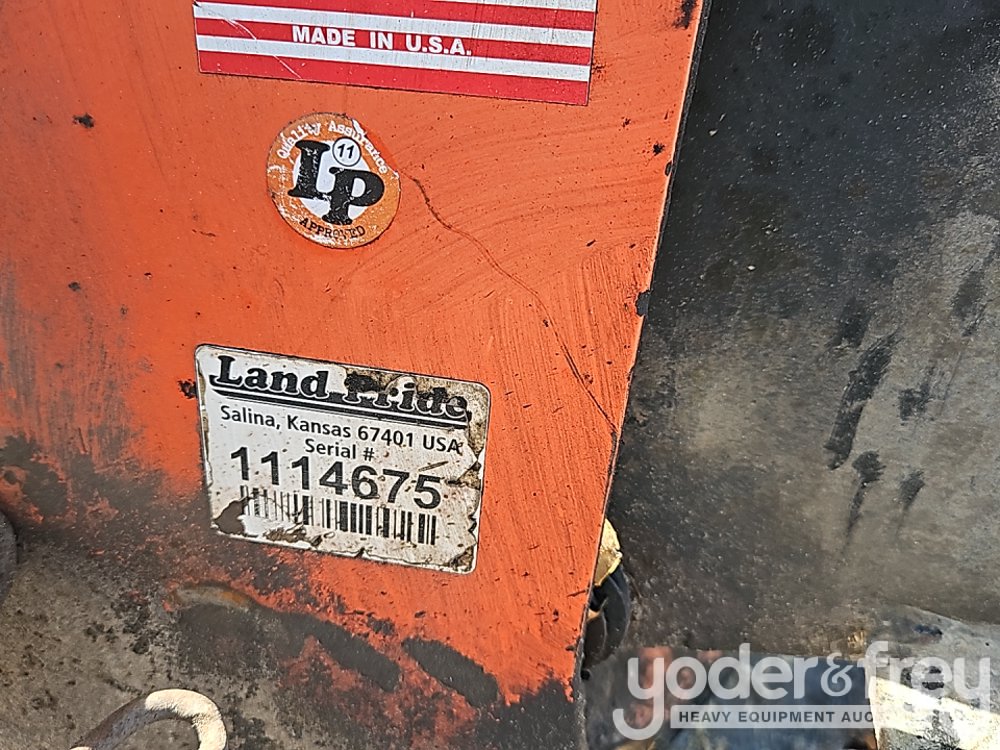 MADE IN U.S.A.
Quality Assurance
11
LP
APPROVED
Land Pride
Salina, Kansas 67401 USA
Serial #
1114675
yoder&frey
HEAVY EQUIPMENT AUC